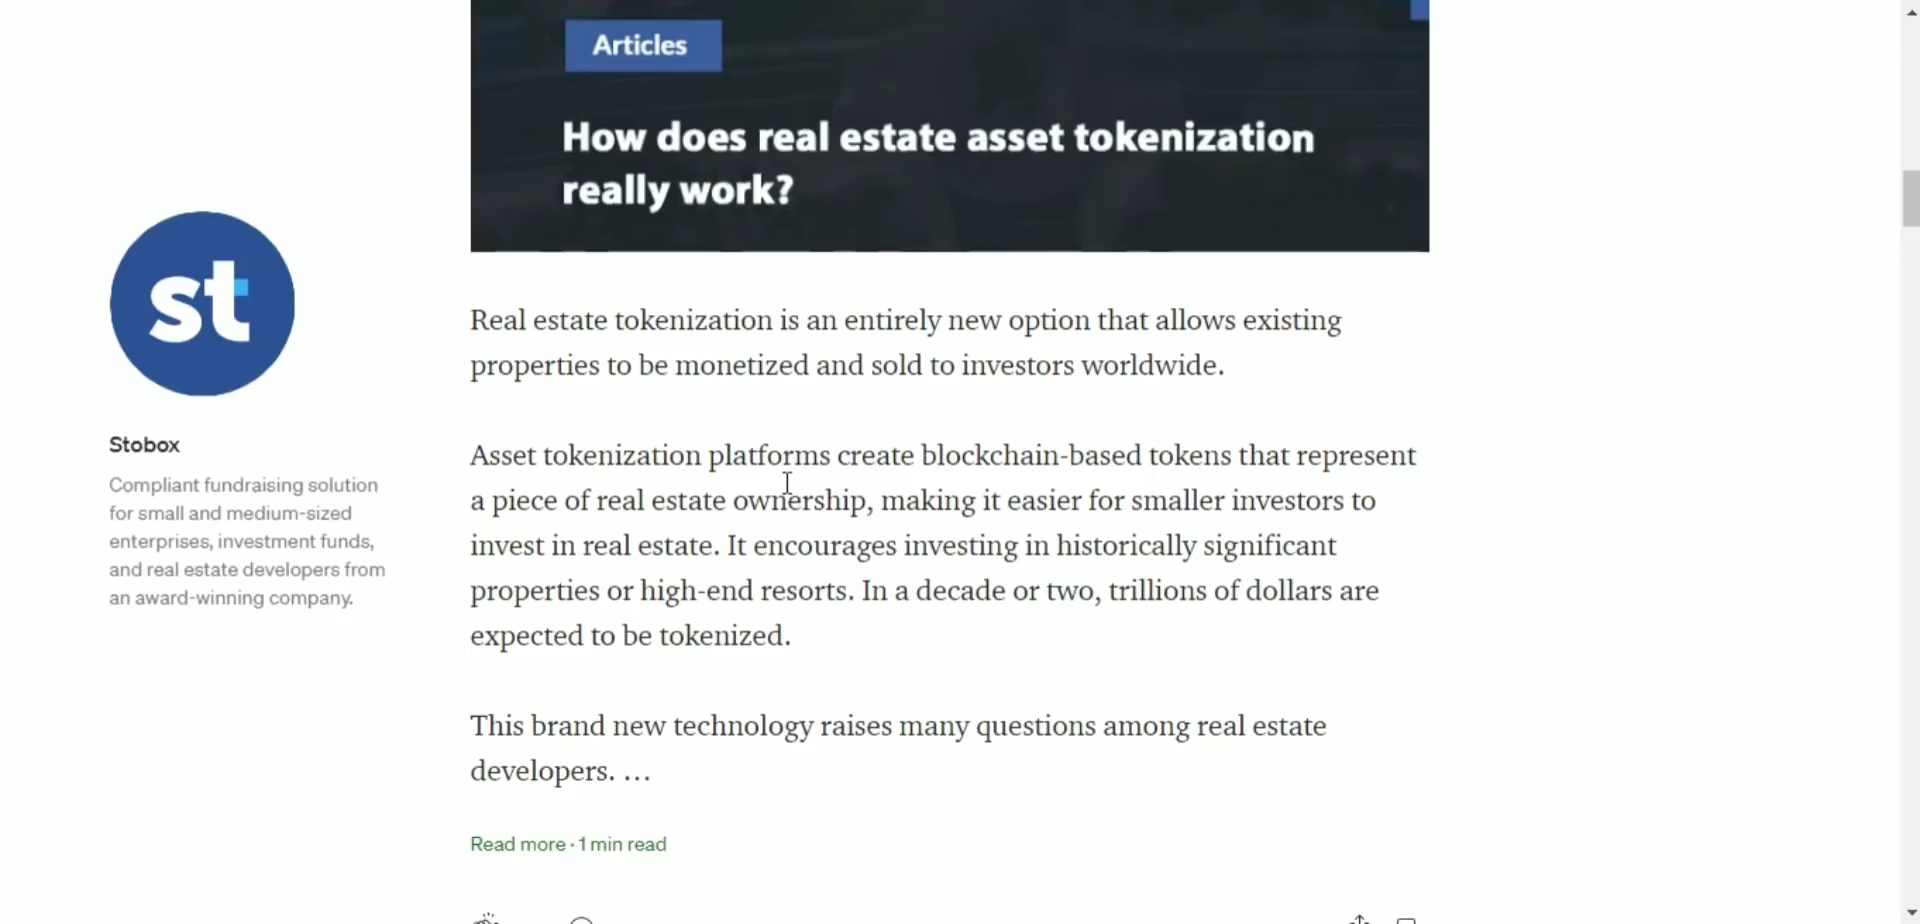 Articles
How does real estate asset tokenization
really work?
st
Stobox
Compliant fundraising solution
for small and medium-sized
enterprises, investment funds,
and real estate developers from
an award-winning company.
Real estate tokenization is an entirely new option that allows existing
properties to be monetized and sold to investors worldwide.
Asset tokenization platforms create blockchain-based tokens that represent
a piece of real estate ownership, making it easier for smaller investors to
invest in real estate. It encourages investing in historically significant
properties or high-end resorts. In a decade or two, trillions of dollars are
expected to be tokenized.
This brand new technology raises many questions among real estate
developers. …
Read more · 1 min read